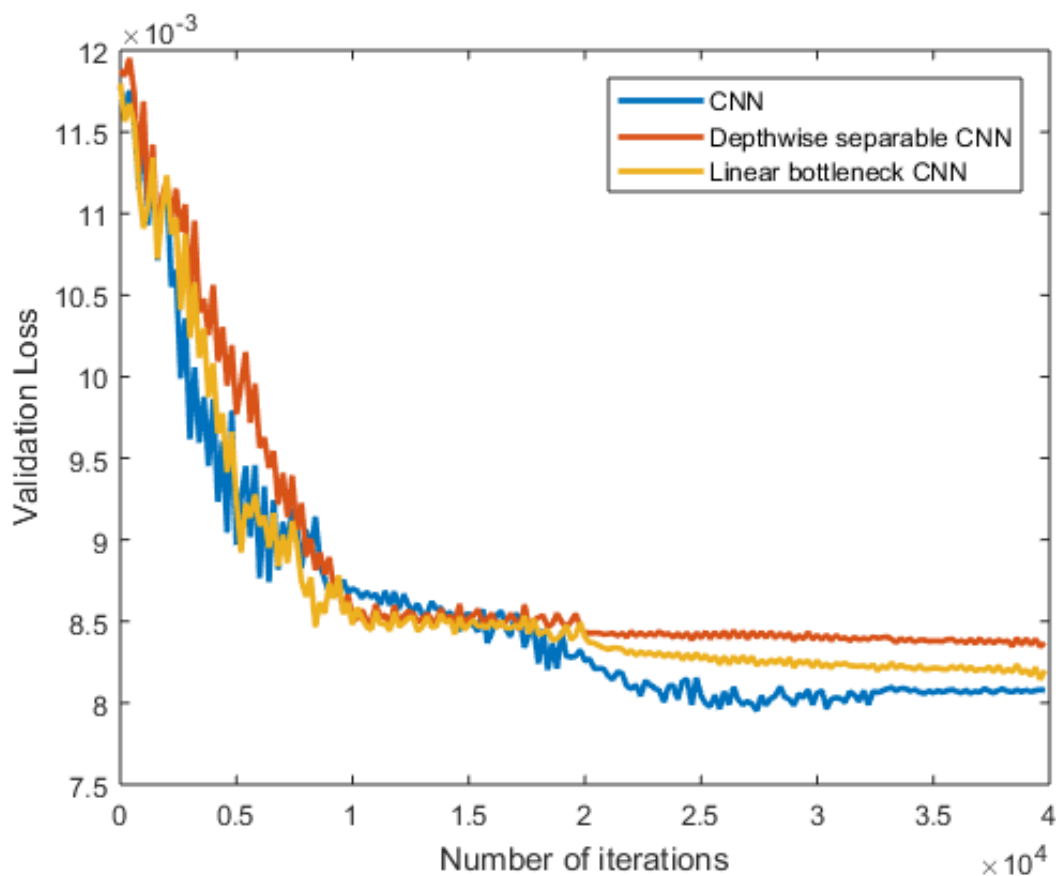 ×10⁻³
12
11.5
11
10.5
10
9.5
9
8.5
8
7.5
Validation Loss
CNN
Depthwise separable CNN
Linear bottleneck CNN
0 0.5 1 1.5 2 2.5 3 3.5 4
Number of iterations
×10⁴